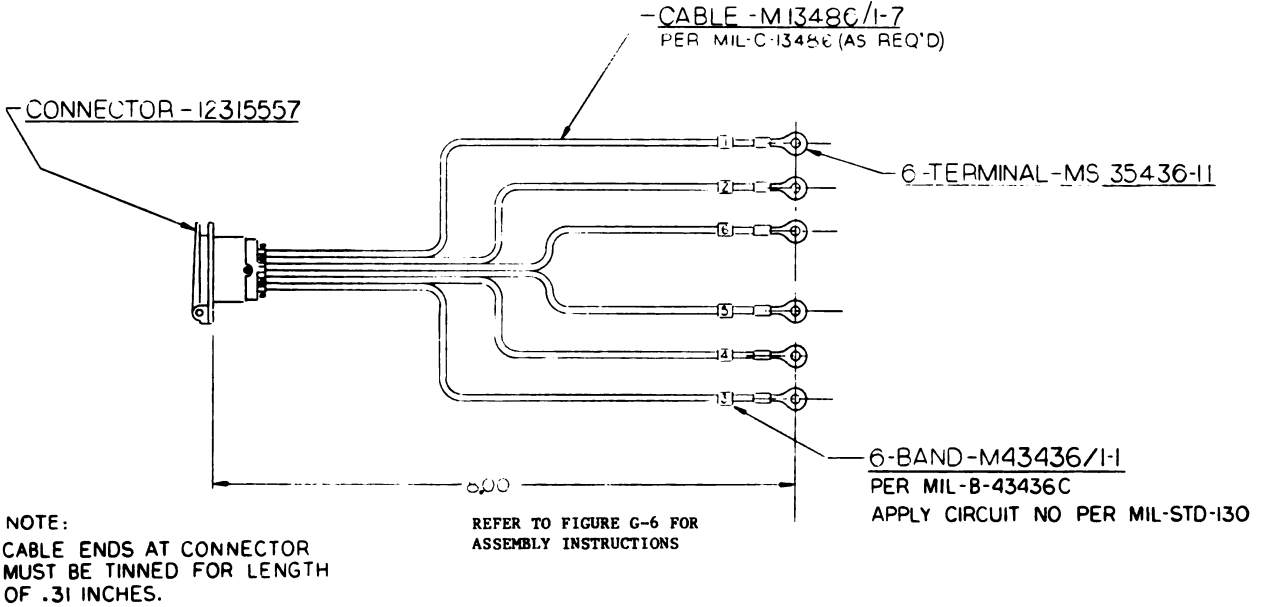 CABLE-M13486/1-7
PER MIL-C-13486 (AS REQ'D)
CONNECTOR-12315557
1
6-TERMINAL-MS 35436-11
2
6
5
4
3
6-BAND-M43436/1-1
PER MIL-B-43436C
APPLY CIRCUIT NO PER MIL-STD-130
NOTE:
CABLE ENDS AT CONNECTOR
MUST BE TINNED FOR LENGTH
OF .31 INCHES.
REFER TO FIGURE G-6 FOR
ASSEMBLY INSTRUCTIONS